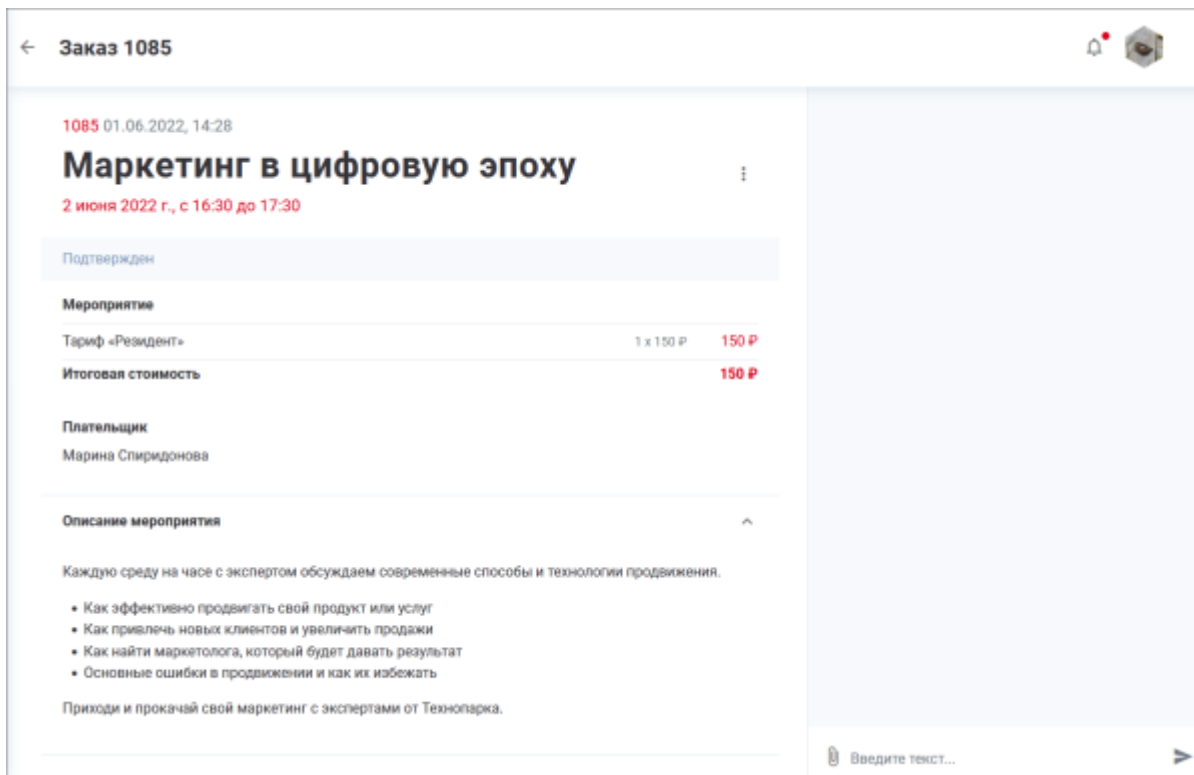 Заказ 1085
1085 01.06.2022, 14:28
Маркетинг в цифровую эпоху
2 июня 2022 г., с 16:30 до 17:30
Подтвержден
Мероприятие
Тариф «Резидент» 1 x 150 ₽ 150 ₽
Итоговая стоимость 150 ₽
Плательщик
Марина Спиридонова
Описание мероприятия
Каждую среду на часе с экспертом обсуждаем современные способы и технологии продвижения.
• Как эффективно продвигать свой продукт или услуг
• Как привлечь новых клиентов и увеличить продажи
• Как найти маркетолога, который будет давать результат
• Основные ошибки в продвижении и как их избежать
Приходи и прокачай свой маркетинг с экспертами от Технопарка.
Введите текст...